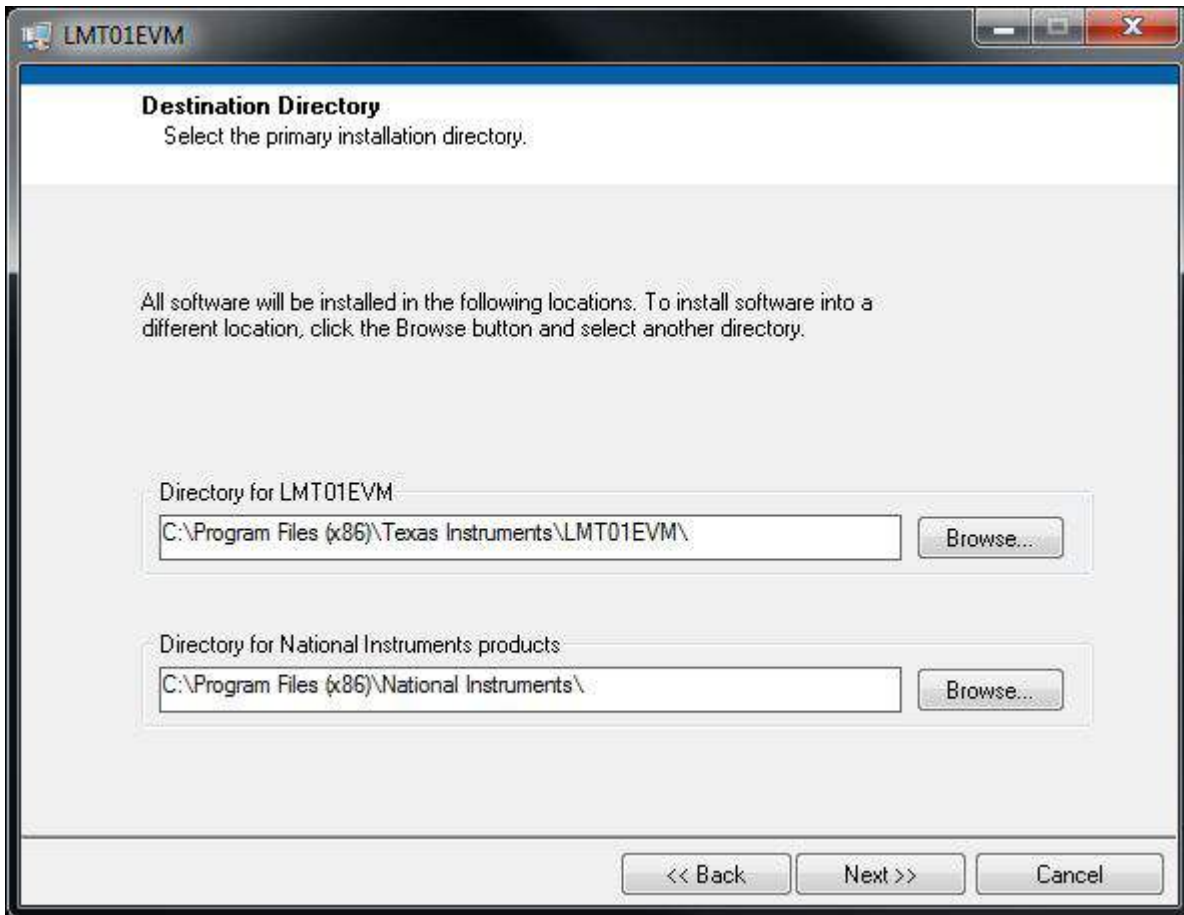 LMT01EVM
Destination Directory
Select the primary installation directory.
All software will be installed in the following locations. To install software into a
different location, click the Browse button and select another directory.
Directory for LMT01EVM
C:\Program Files (x86)\Texas Instruments\LMT01EVM\
Browse...
Directory for National Instruments products
C:\Program Files (x86)\National Instruments\
Browse...
<< Back
Next >>
Cancel